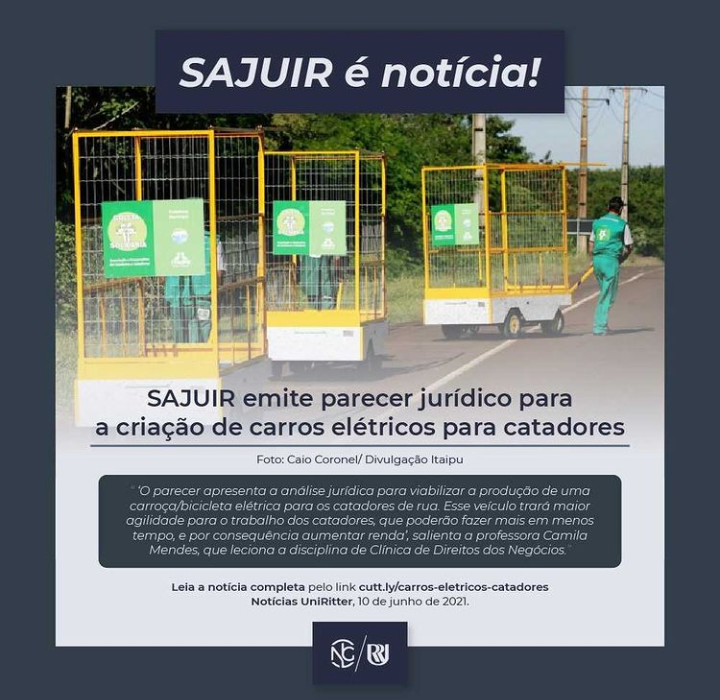 SAJUIR é notícia!
COLETA
SOLIDÁRIA
SAJUIR emite parecer jurídico para
a criação de carros elétricos para catadores
Foto: Caio Coronel/ Divulgação Itaipu
"'O parecer apresenta a análise jurídica para viabilizar a produção de uma
carroça/bicicleta elétrica para os catadores de rua. Esse veículo trará maior
agilidade para o trabalho dos catadores, que poderão fazer mais em menos
tempo, e por consequência aumentar renda', salienta a professora Camila
Mendes, que leciona a disciplina de Clínica de Direitos dos Negócios."
Leia a notícia completa pelo link cutt.ly/carros-eletricos-catadores
Notícias UniRitter, 10 de junho de 2021.